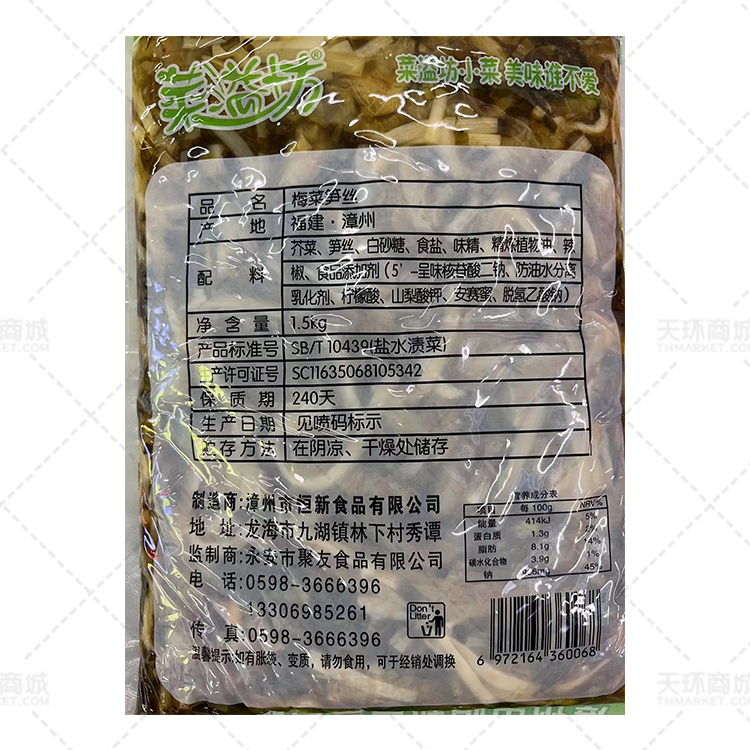 菜溢坊®
菜溢坊小菜 美味谁不爱
品名 梅菜笋丝
产地 福建·漳州
配料 芥菜、笋丝、白砂糖、食盐、味精、精炼植物油、辣
椒、食品添加剂（5'-呈味核苷酸二钠、防油水分离
乳化剂、柠檬酸、山梨酸钾、安赛蜜、脱氢乙酸钠）
净含量 1.5kg
产品标准号 SB/T 10439(盐水渍菜)
生产许可证号 SC11635068105342
保质期 240天
生产日期 见喷码标示
贮存方法 在阴凉、干燥处储存
制造商:漳州市恒新食品有限公司
地址:龙海市九湖镇林下村秀谭
监制商:永安市聚友食品有限公司
电话:0598-3666396
13306985261
传真:0598-3666396
温馨提示:如有胀袋、变质,请勿食用,可于经销处调换
Don't
Litter
营养成分表
项目 每100g NRV%
能量 414kJ 5%
蛋白质 1.3g 2%
脂肪 8.1g 14%
碳水化合物 3.9g 1%
钠 45%
6 972164 360068
天环商城
THMARKET.COM